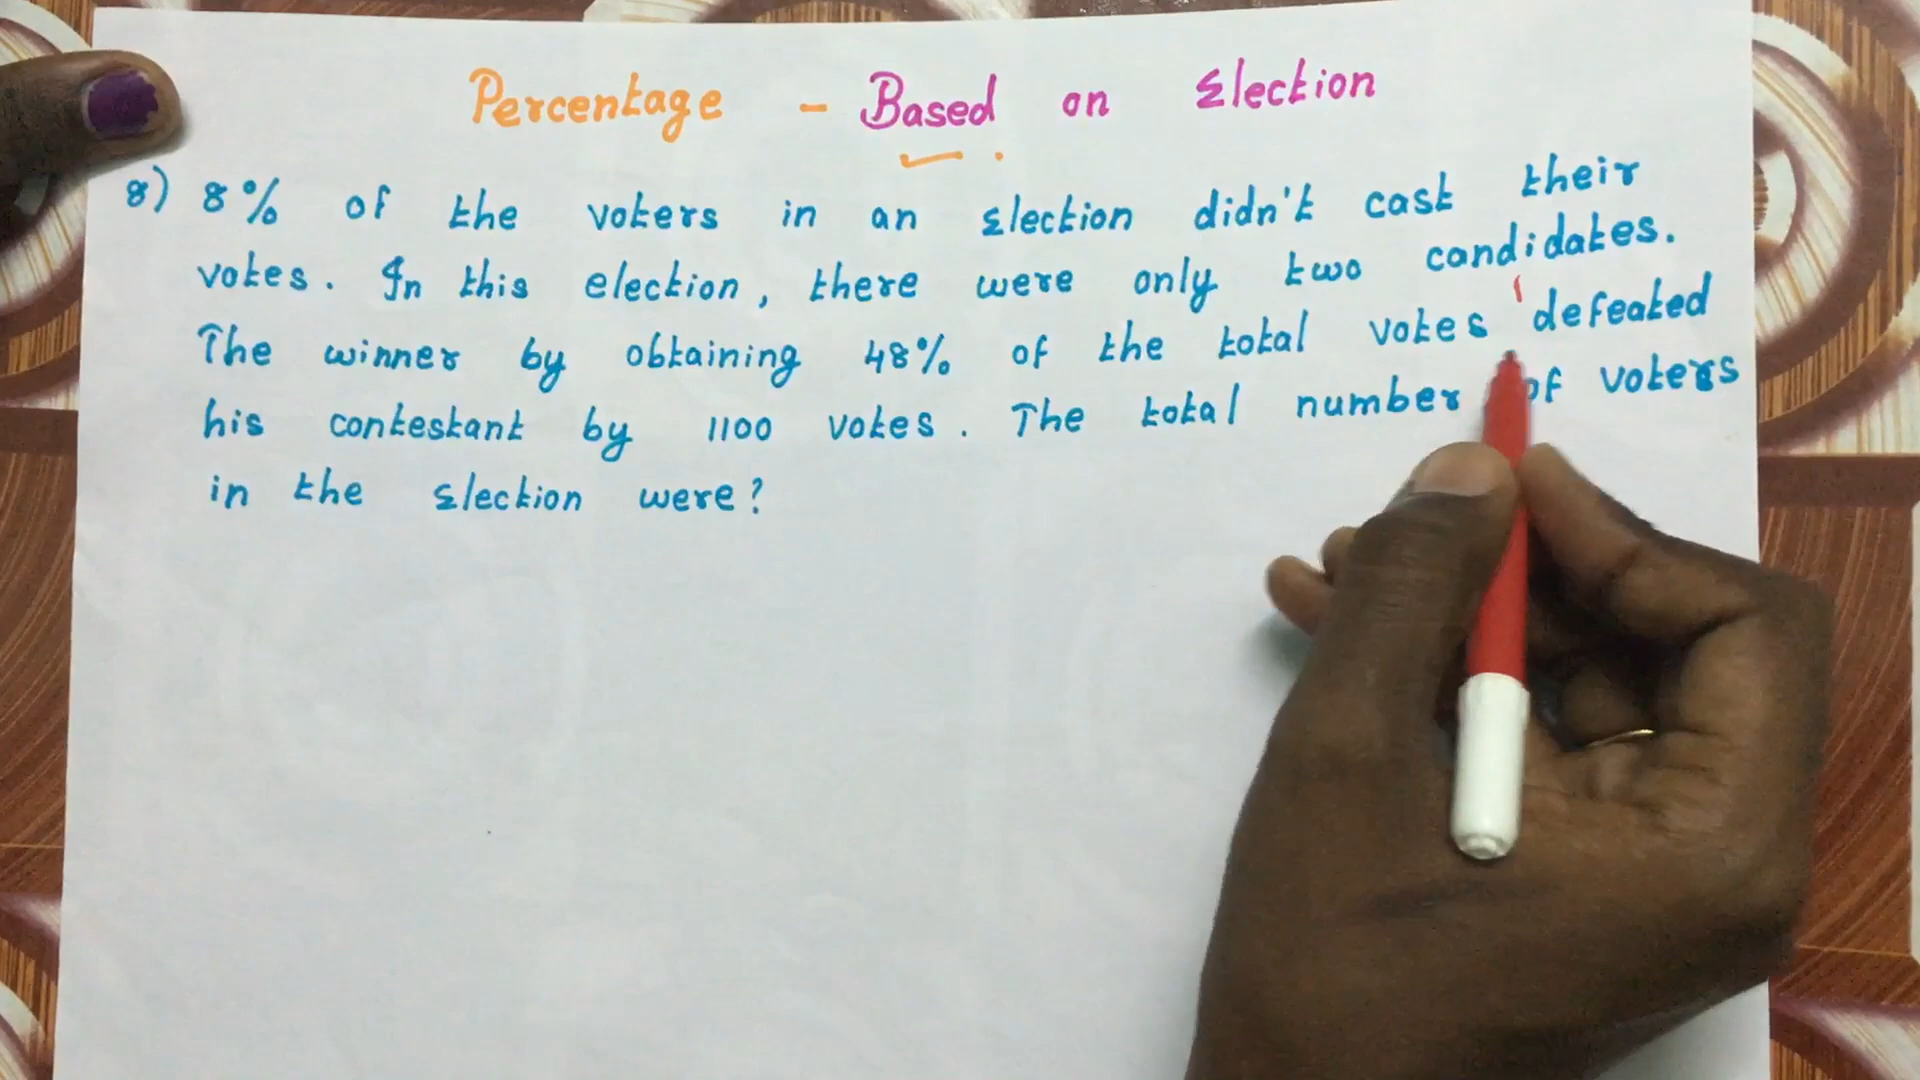 Percentage - Based on Election
8) 8% of the voters in an Election didn't cast their
votes. In this election, there were only two candidates.
The winner by obtaining 48% of the total votes defeated
his contestant by 1100 votes. The total number of voters
in the Election were?